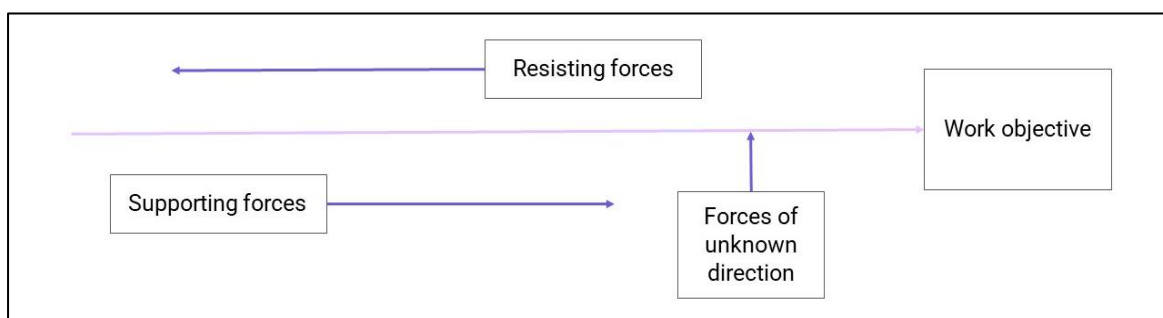 Resisting forces
Work objective
Supporting forces
Forces of
unknown
direction